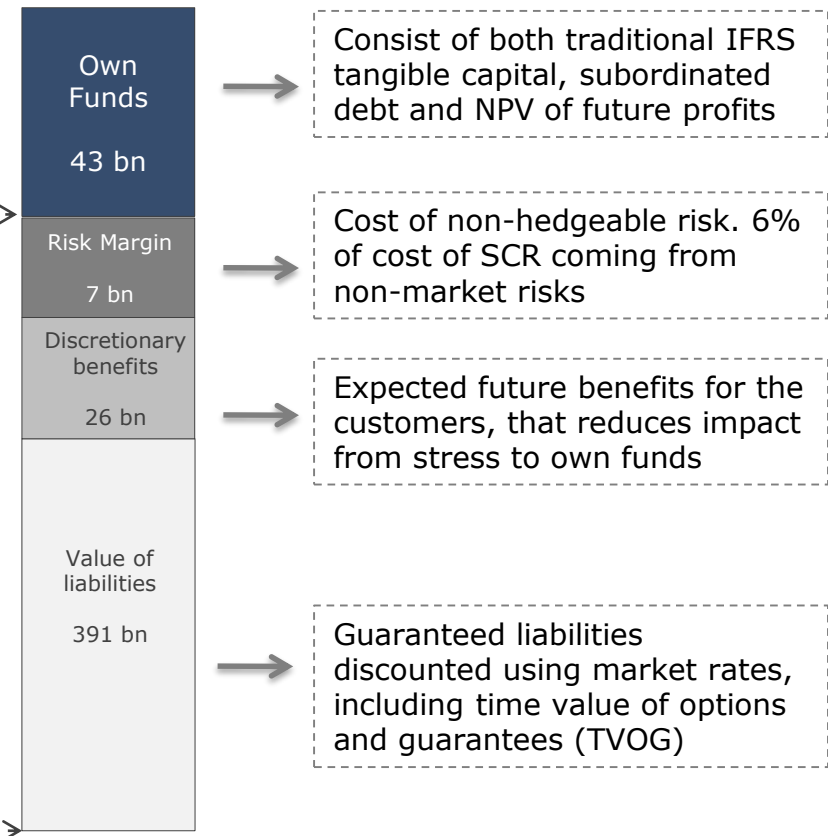 Own
Funds
43 bn
Consist of both traditional IFRS
tangible capital, subordinated
debt and NPV of future profits
Risk Margin
7 bn
Cost of non-hedgeable risk. 6%
of cost of SCR coming from
non-market risks
Discretionary
benefits
26 bn
Expected future benefits for the
customers, that reduces impact
from stress to own funds
Value of
liabilities
391 bn
Guaranteed liabilities
discounted using market rates,
including time value of options
and guarantees (TVOG)